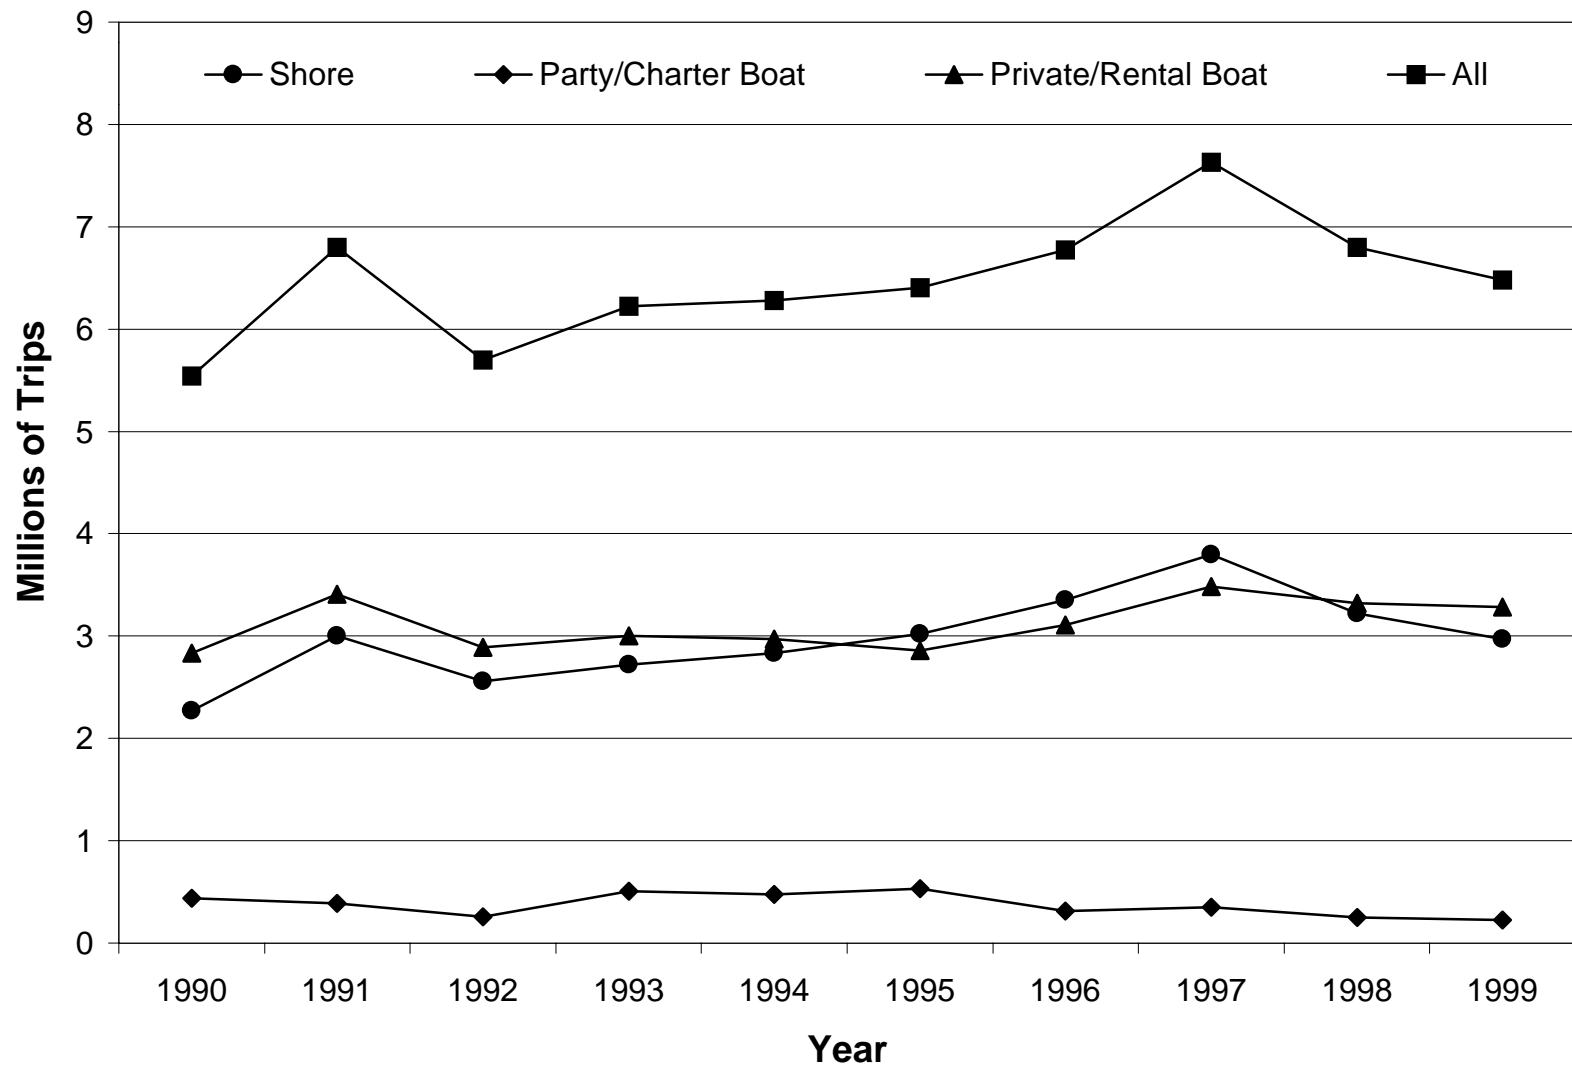 9
Shore Party/Charter Boat Private/Rental Boat All
8
7
6
5
4
3
2
1
0
Millions of Trips
1990 1991 1992 1993 1994 1995 1996 1997 1998 1999
Year